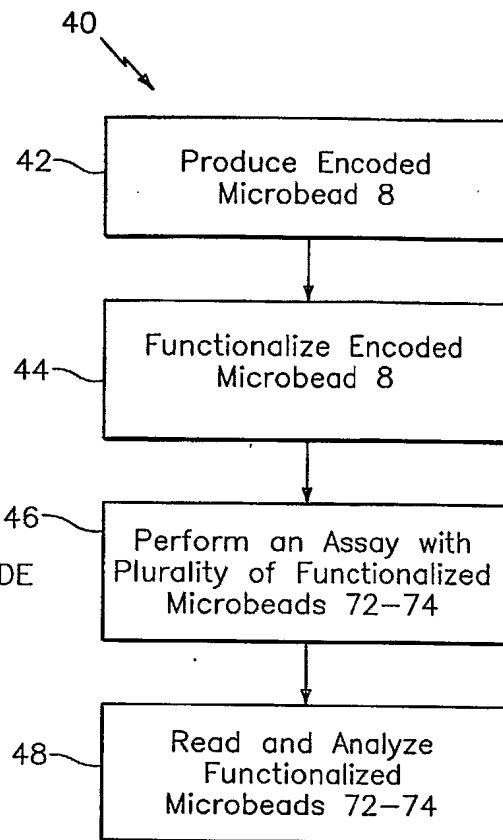 40
42
Produce Encoded
Microbead 8
44
Functionalize Encoded
Microbead 8
46
DE
Perform an Assay with
Plurality of Functionalized
Microbeads 72-74
48
Read and Analyze
Functionalized
Microbeads 72-74